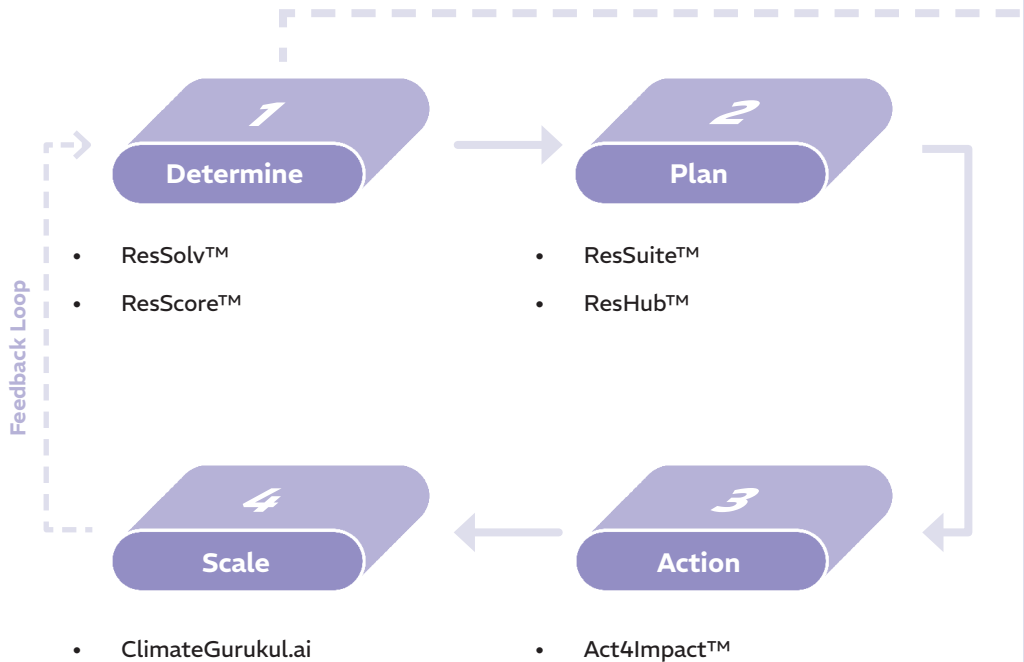 1
Determine
• ResSolv™
• ResScore™
2
Plan
• ResSuite™
• ResHub™
3
Action
• Act4Impact™
4
Scale
• ClimateGurukul.ai
Feedback Loop